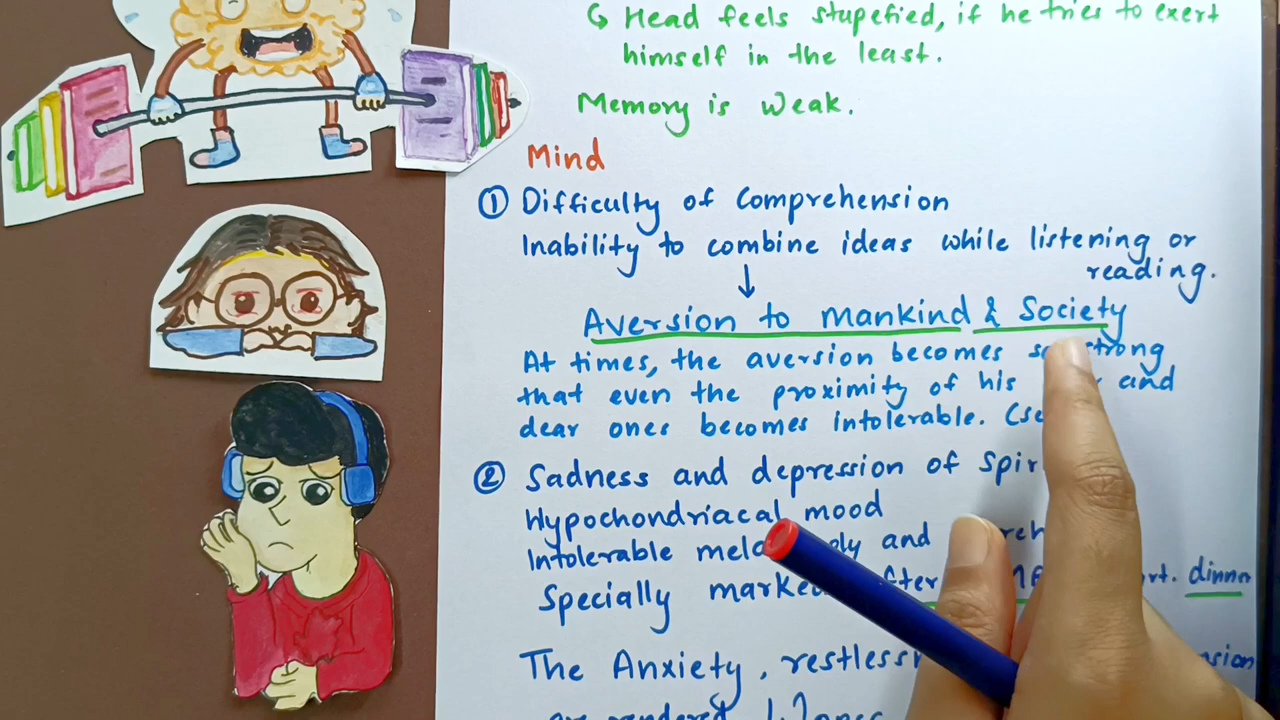 ↳ Head feels stupefied, if he tries to exert
himself in the least.
Memory is weak.
Mind
① Difficulty of comprehension
Inability to combine ideas while listening or
reading.
↓
Aversion to mankind & Society
At times, the aversion becomes so strong
that even the proximity of his and
dear ones becomes intolerable.
② Sadness and depression of
Hypochondriacal mood
Intolerable and
Specially dinner
The Anxiety,
are rendered